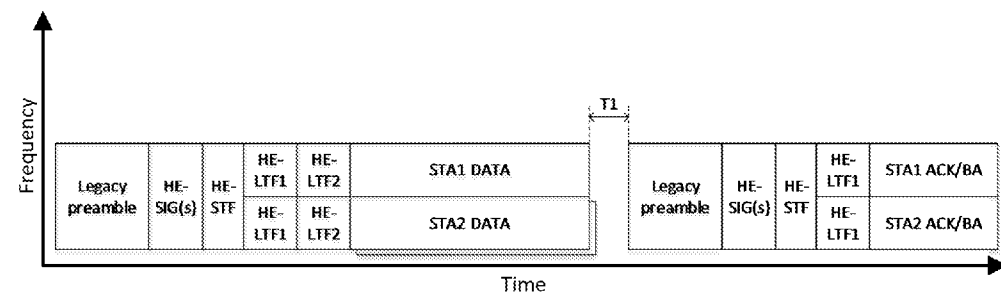 Frequency
T1
Legacy
preamble
HE-
SIG(s)
HE-
STF
HE-
LTF1
HE-
LTF2
STA1 DATA
HE-
LTF1
HE-
LTF2
STA2 DATA
Legacy
preamble
HE-
SIG(s)
HE-
STF
HE-
LTF1
STA1 ACK/BA
HE-
LTF1
STA2 ACK/BA
Time